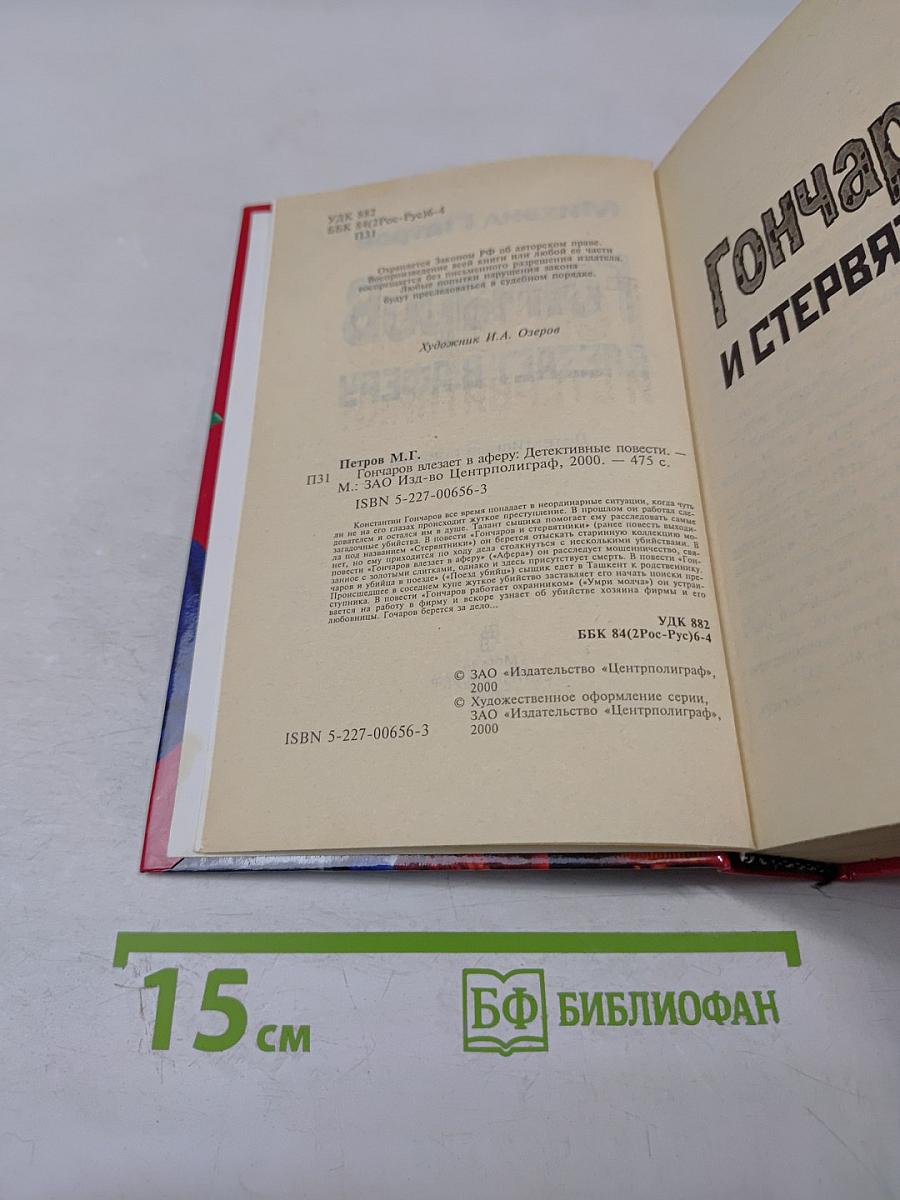 УДК 882
ББК 84(2Рос-Рус)6-4
П31
Охраняется Законом РФ об авторском праве.
Воспроизведение всей книги или любой ее части
воспрещается без письменного разрешения издателя.
Любые попытки нарушения закона
будут преследоваться в судебном порядке.
Художник И.А. Озеров
Петров М.Г.
П31 Гончаров влезает в аферу: Детективные повести. —
М.: ЗАО Изд-во Центрполиграф, 2000. — 475 с.
ISBN 5-227-00656-3
Константин Гончаров все время попадает в неординарные ситуации, когда чуть
ли не на его глазах происходит жуткое преступление. В прошлом он работал сле-
дователем и остался им в душе. Талант сыщика помогает ему расследовать самые
загадочные убийства. В повести «Гончаров и стервятники» (ранее повесть выходи-
ла под названием «Стервятники») он берется отыскать старинную коллекцию мо-
нет, но ему приходится по ходу дела столкнуться с несколькими убийствами. В
повести «Гончаров влезает в аферу» («Афера») он расследует мошенничество, свя-
занное с золотыми слитками, однако и здесь присутствует смерть. В повести «Гон-
чаров и убийца в поезде» («Поезд убийц») сыщик едет в Ташкент к родственнику.
Происшедшее в соседнем купе жуткое убийство заставляет его начать поиски пре-
ступника. В повести «Гончаров работает охранником» («Умри молча») он устраи-
вается на работу в фирму и вскоре узнает об убийстве хозяина фирмы и его
любовницы. Гочаров берется за дело...
УДК 882
ББК 84(2Рос-Рус)6-4
© ЗАО «Издательство «Центрполиграф»,
2000
© Художественное оформление серии,
ЗАО «Издательство «Центрполиграф»,
2000
ISBN 5-227-00656-3
Гончар
И СТЕРВЯТ
15 см
БФ БИБЛИОФАН